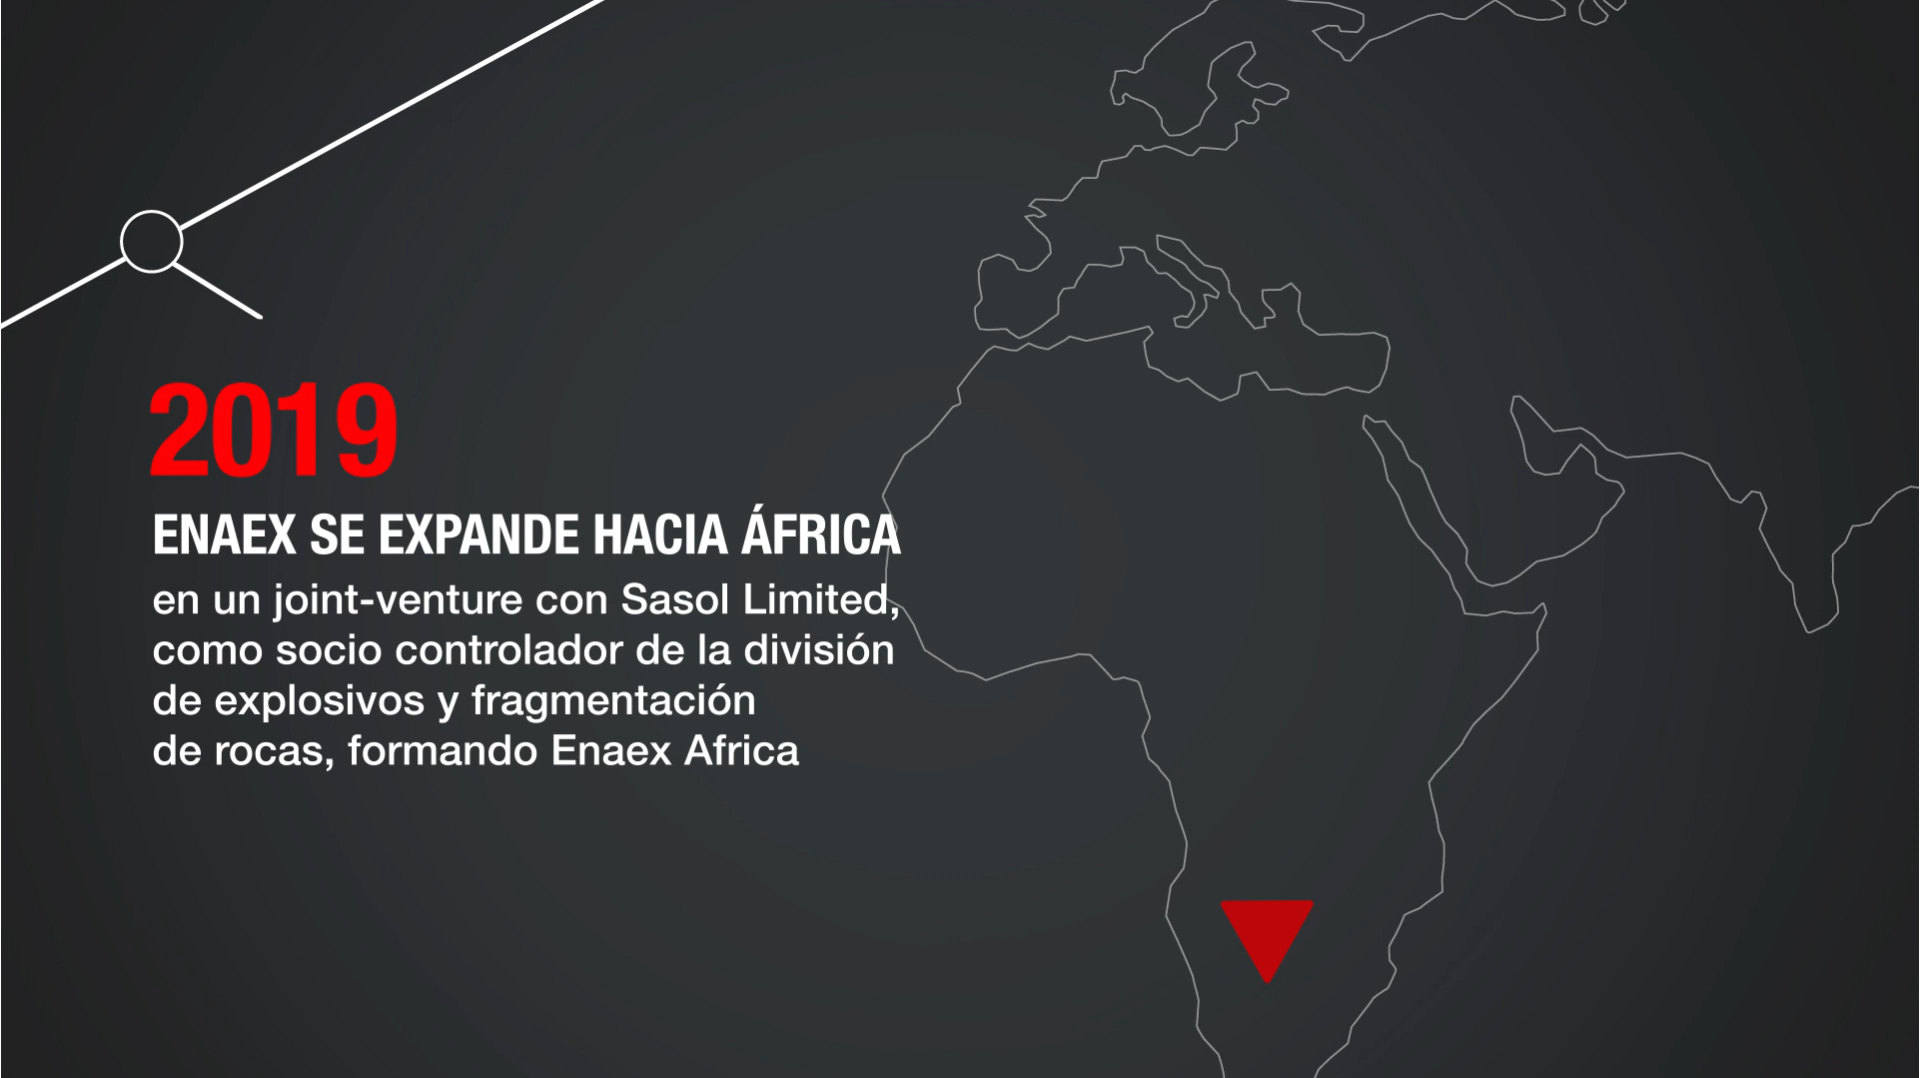 2019
ENAEX SE EXPANDE HACIA ÁFRICA
en un joint-venture con Sasol Limited,
como socio controlador de la división
de explosivos y fragmentación
de rocas, formando Enaex Africa